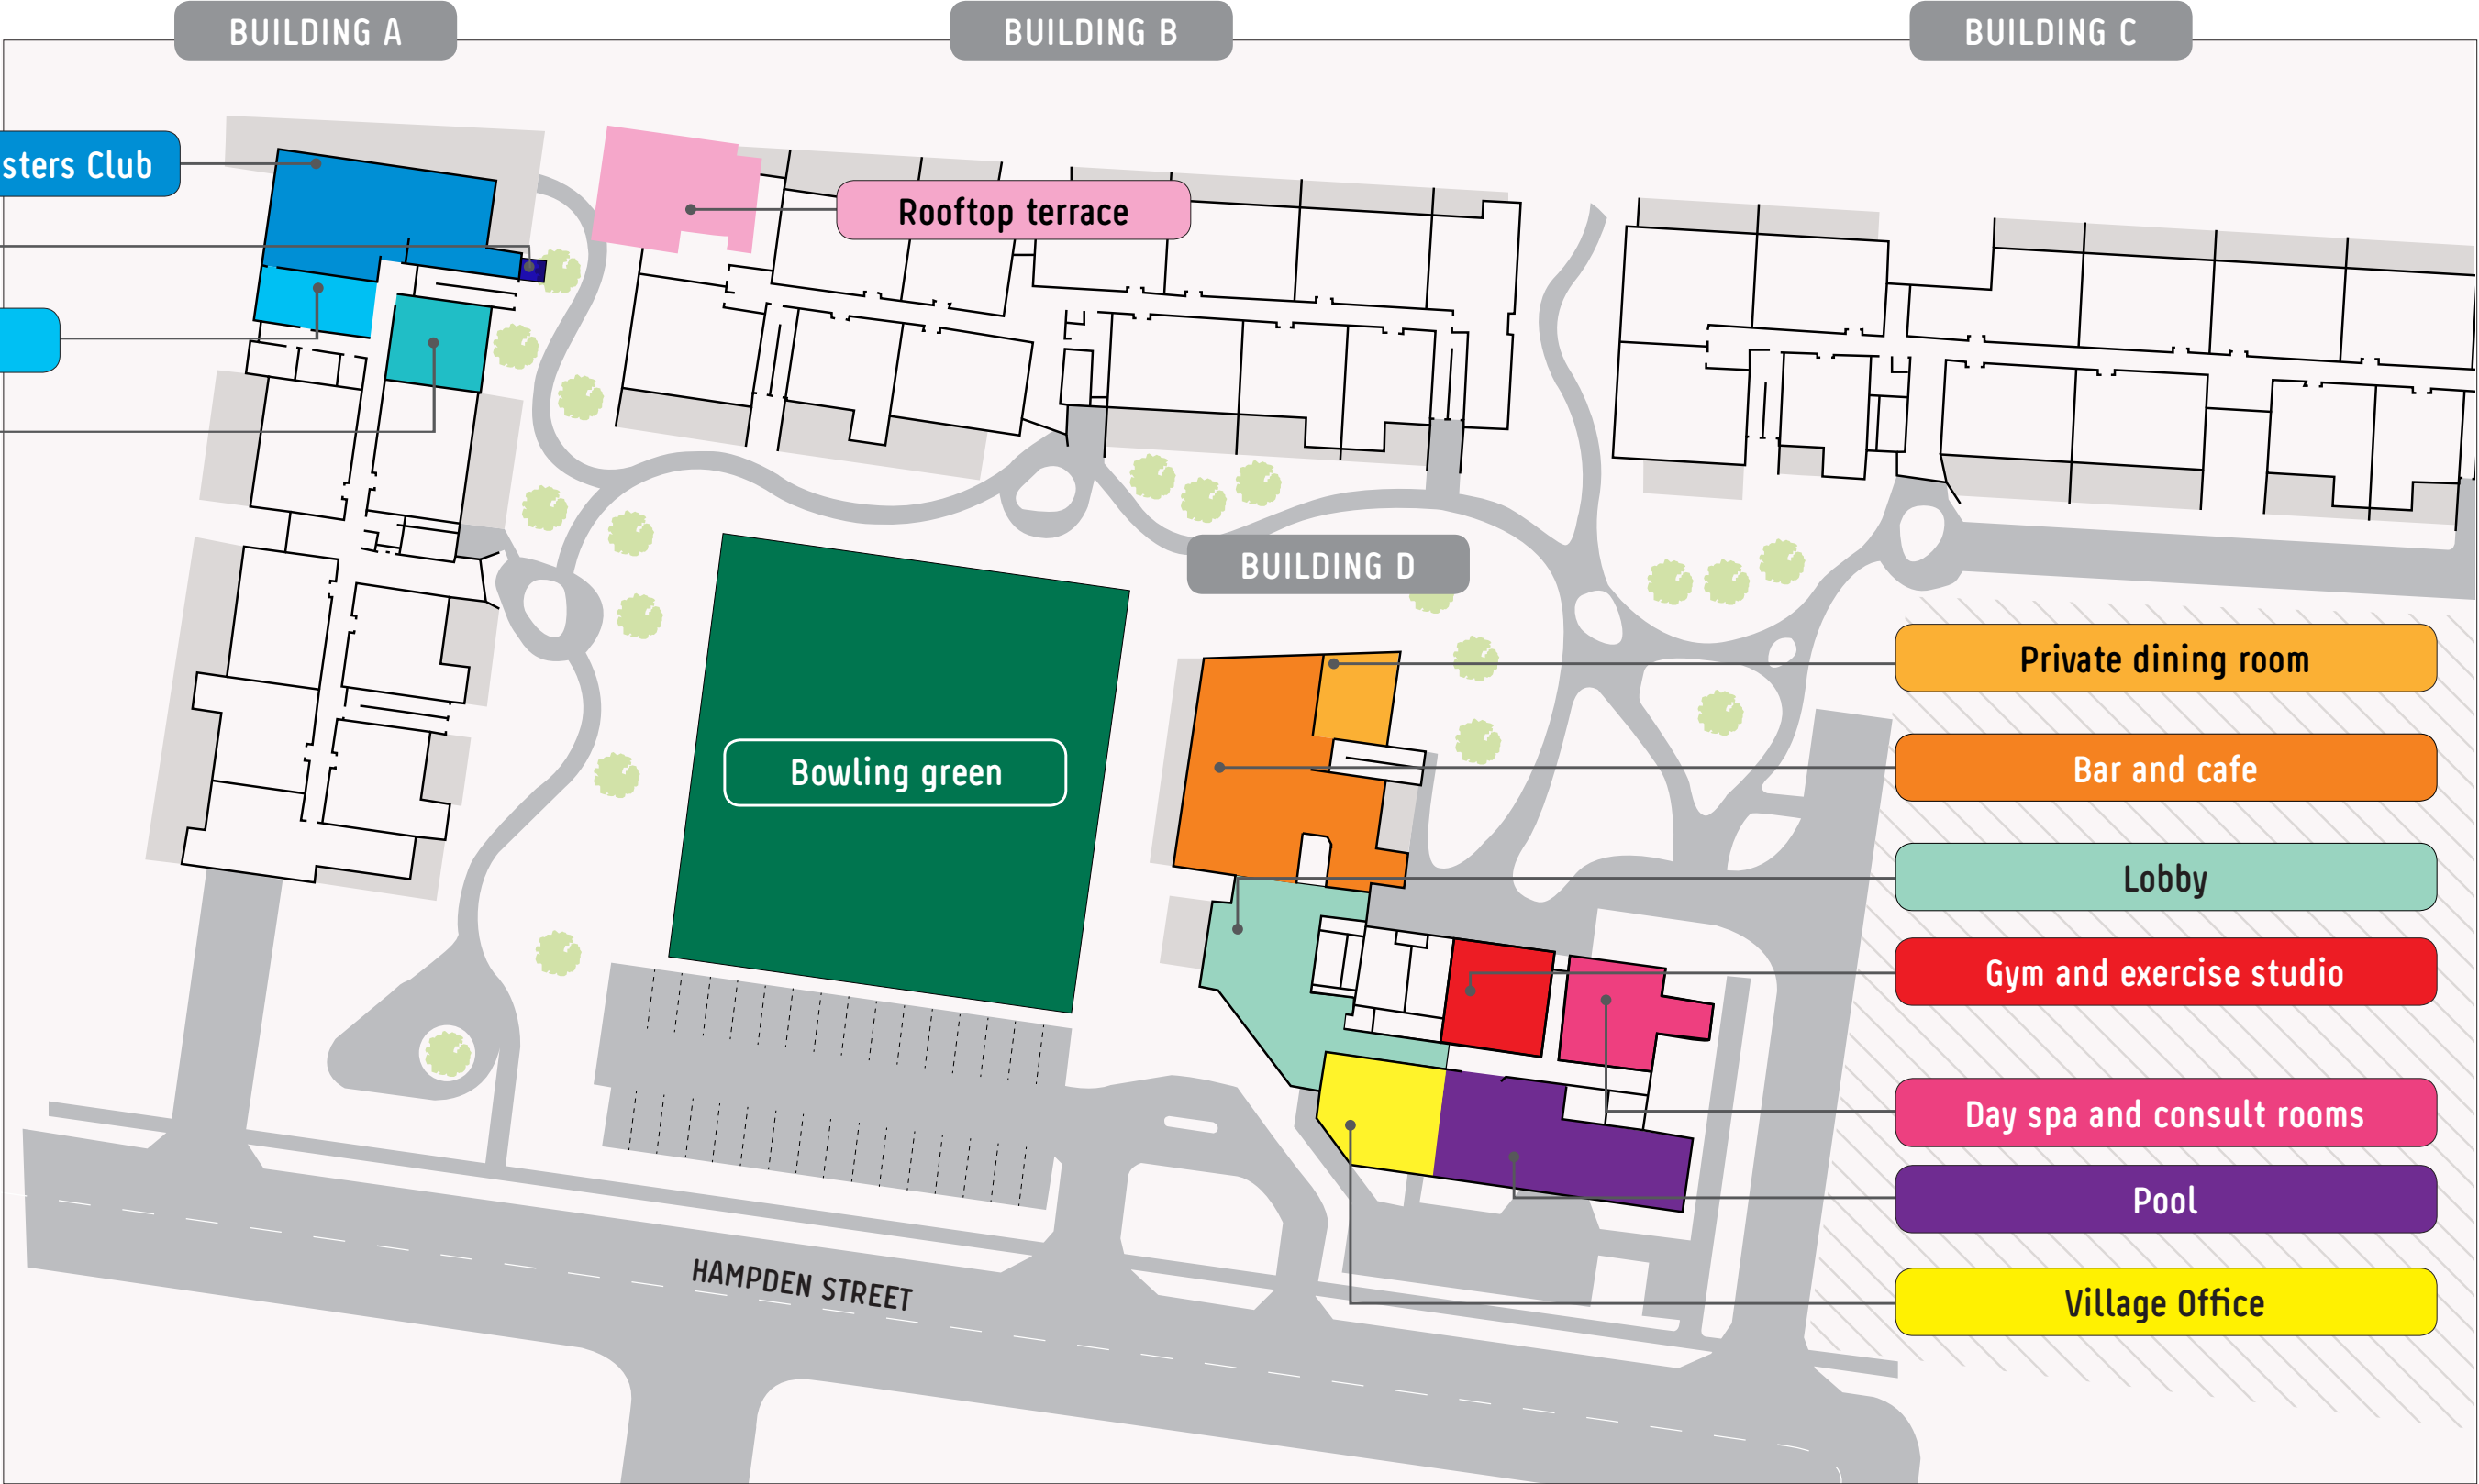 BUILDING A
BUILDING B
BUILDING C
sters Club
Rooftop terrace
BUILDING D
Private dining room
Bowling green
Bar and cafe
Lobby
Gym and exercise studio
Day spa and consult rooms
Pool
HAMPDEN STREET
Village Office